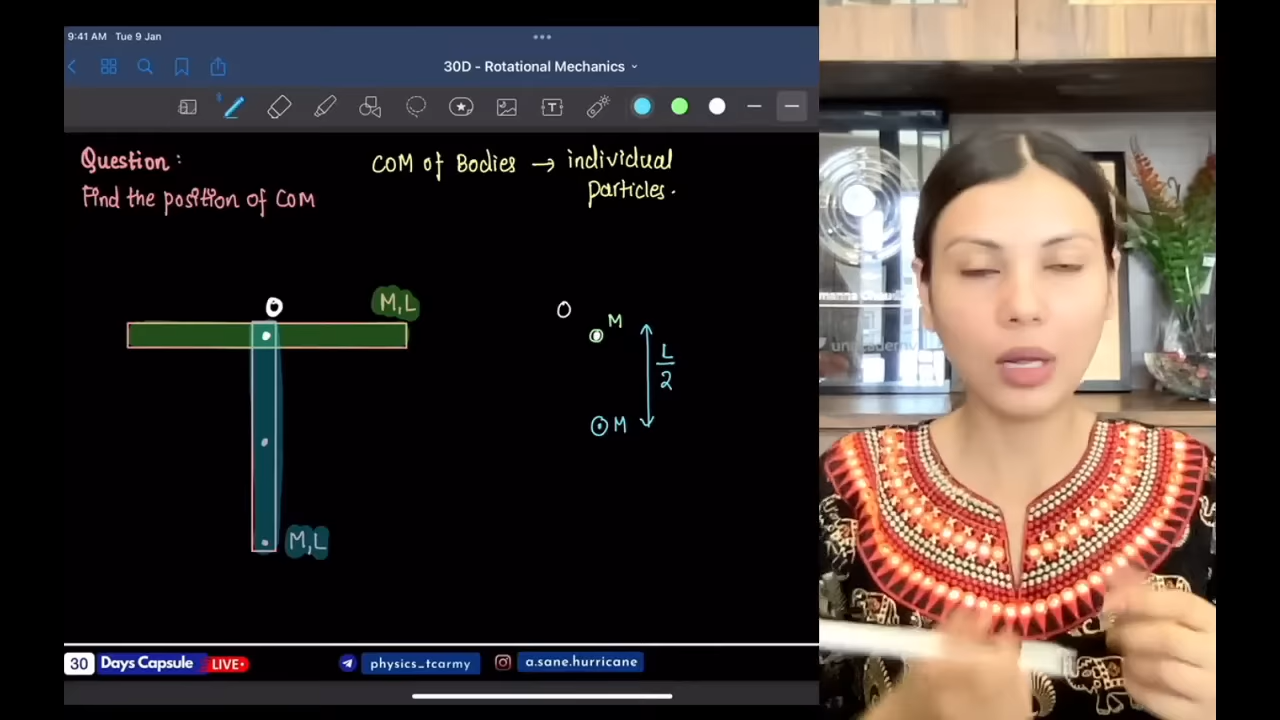 9:41 AM Tue 9 Jan
30D - Rotational Mechanics
Question:
Find the position of COM
COM of Bodies → individual
particles.
O
M,L
M,L
O
M
L
2
M
30 Days Capsule LIVE
physics_tcarmy
a.sane.hurricane